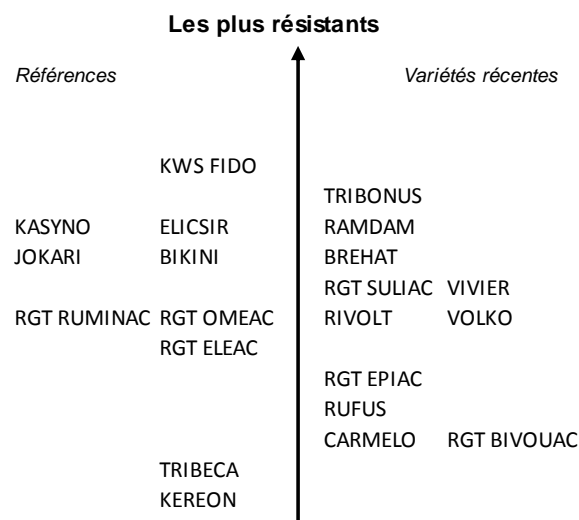 Les plus résistants
Références Variétés récentes
KWS FIDO
TRIBONUS
KASYNO ELICSIR RAMDAM
JOKARI BIKINI BREHAT
RGT SULIAC VIVIER
RGT RUMINAC RGT OMEAC RIVOLT VOLKO
RGT ELEAC
RGT EPIAC
RUFUS
CARMELO RGT BIVOUAC
TRIBECA
KEREON